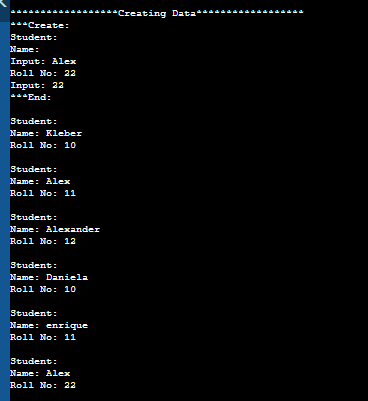 ******************Creating Data******************
***Create:
Student:
Name:
Input: Alex
Roll No: 22
Input: 22
***End:
Student:
Name: Kleber
Roll No: 10
Student:
Name: Alex
Roll No: 11
Student:
Name: Alexander
Roll No: 12
Student:
Name: Daniela
Roll No: 10
Student:
Name: enrique
Roll No: 11
Student:
Name: Alex
Roll No: 22